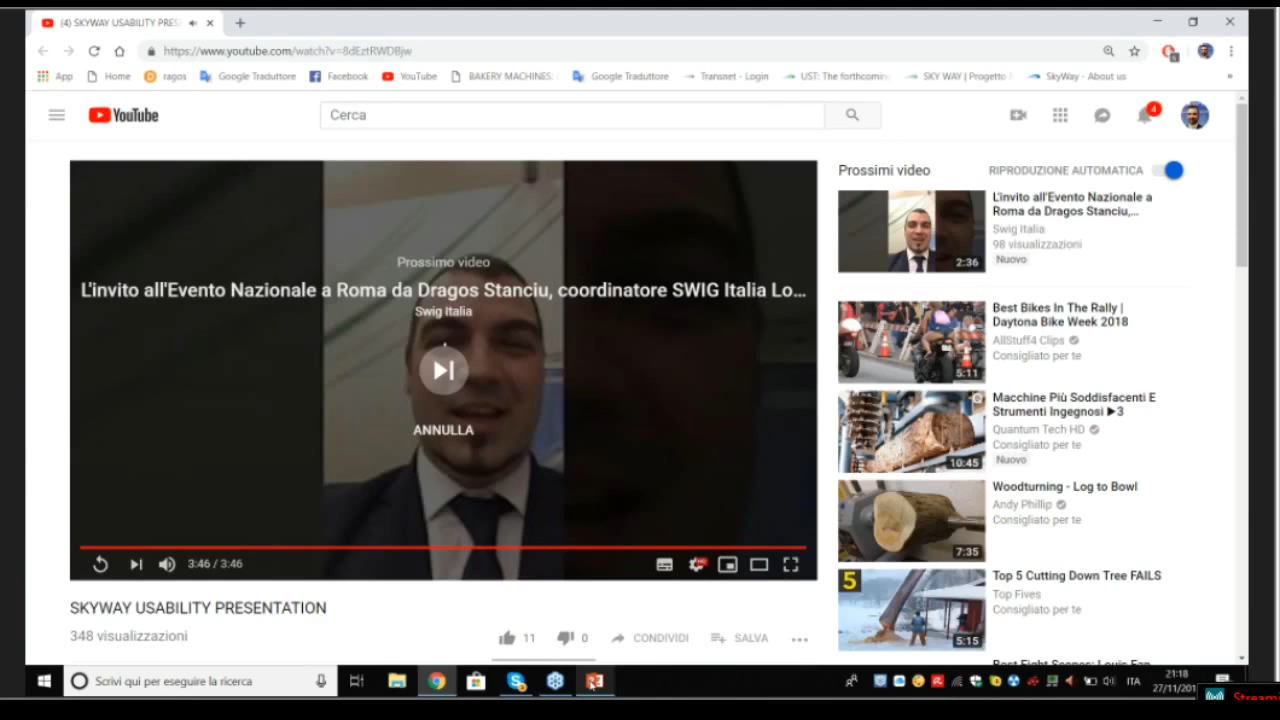 (4) SKYWAY USABILITY PRES
https://www.youtube.com/watch?v=8dEztRWDBjw
App Home ragos Google Traduttore Facebook YouTube BAKERY MACHINES: Google Traduttore Transnet - Login UST: The forthcomin SKY WAY | Progetto SkyWay - About us »
YouTube
Cerca
4
Prossimo video
L'invito all'Evento Nazionale a Roma da Dragos Stanciu, coordinatore SWIG Italia Lo...
Swig Italia
ANNULLA
3:46 / 3:46
SKYWAY USABILITY PRESENTATION
348 visualizzazioni
11 0 CONDIVIDI SALVA
Prossimi video RIPRODUZIONE AUTOMATICA
L'invito all'Evento Nazionale a
Roma da Dragos Stanciu,...
Swig Italia
98 visualizzazioni
Nuovo
2:36
Best Bikes In The Rally |
Daytona Bike Week 2018
AllStuff4 Clips
Consigliato per te
5:11
Macchine Più Soddisfacenti E
Strumenti Ingegnosi ▶3
Quantum Tech HD
Consigliato per te
Nuovo
10:45
Woodturning - Log to Bowl
Andy Phillip
Consigliato per te
7:35
5
Top 5 Cutting Down Tree FAILS
Top Fives
Consigliato per te
5:15
Scrivi qui per eseguire la ricerca
ITA
21:18
27/11/201
Stream